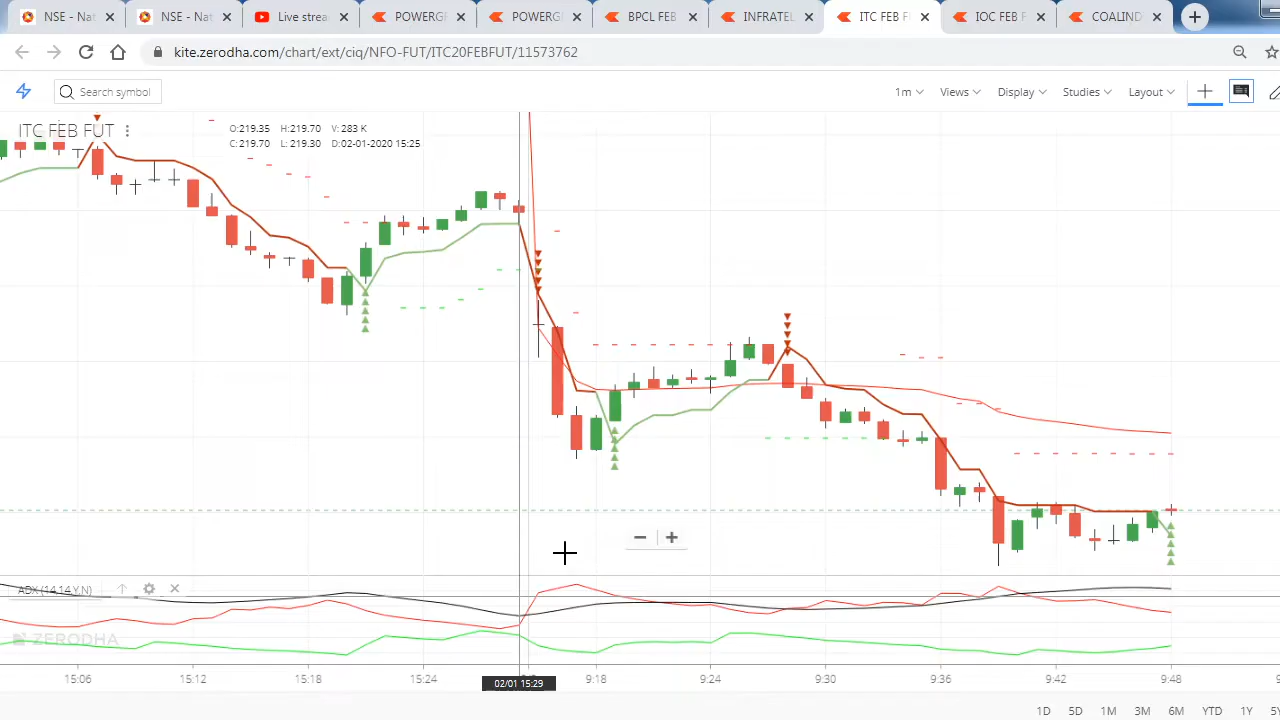 NSE - Nat
NSE - Nat
Live strea
POWERGR
POWERGR
BPCL FEB
INFRATEL
ITC FEB F
IOC FEB F
COALIND
kite.zerodha.com/chart/ext/ciq/NFO-FUT/ITC20FEBFUT/11573762
Search symbol
1m
Views
Display
Studies
Layout
ITC FEB FUT
O:219.35 H:219.70 V: 283 K
C:219.70 L:219.30 D:02-01-2020 15:25
ADX (14,14,Y,N)
ZERODHA
15:06
15:12
15:18
15:24
02/01 15:29
9:18
9:24
9:30
9:36
9:42
9:48
1D
5D
1M
3M
6M
YTD
1Y
5Y